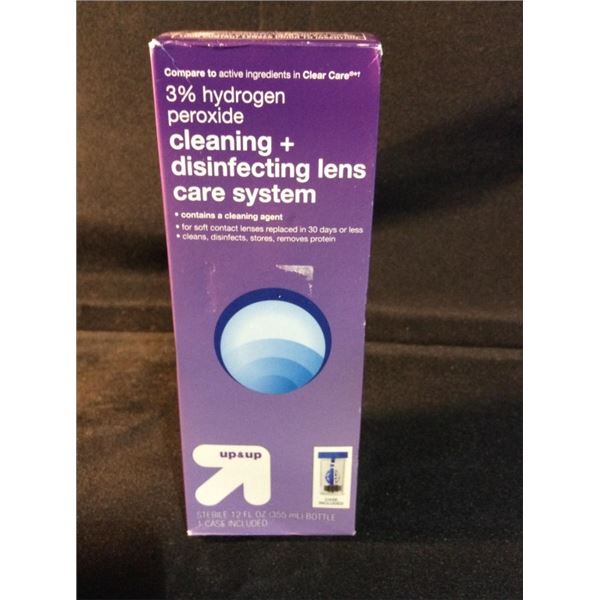 Compare to active ingredients in Clear Care®*†
3% hydrogen
peroxide
cleaning +
disinfecting lens
care system
• contains a cleaning agent
• for soft contact lenses replaced in 30 days or less
• cleans, disinfects, stores, removes protein
up&up
CASE
INCLUDED
STERILE 12 FL OZ (355 mL) BOTTLE
1 CASE INCLUDED